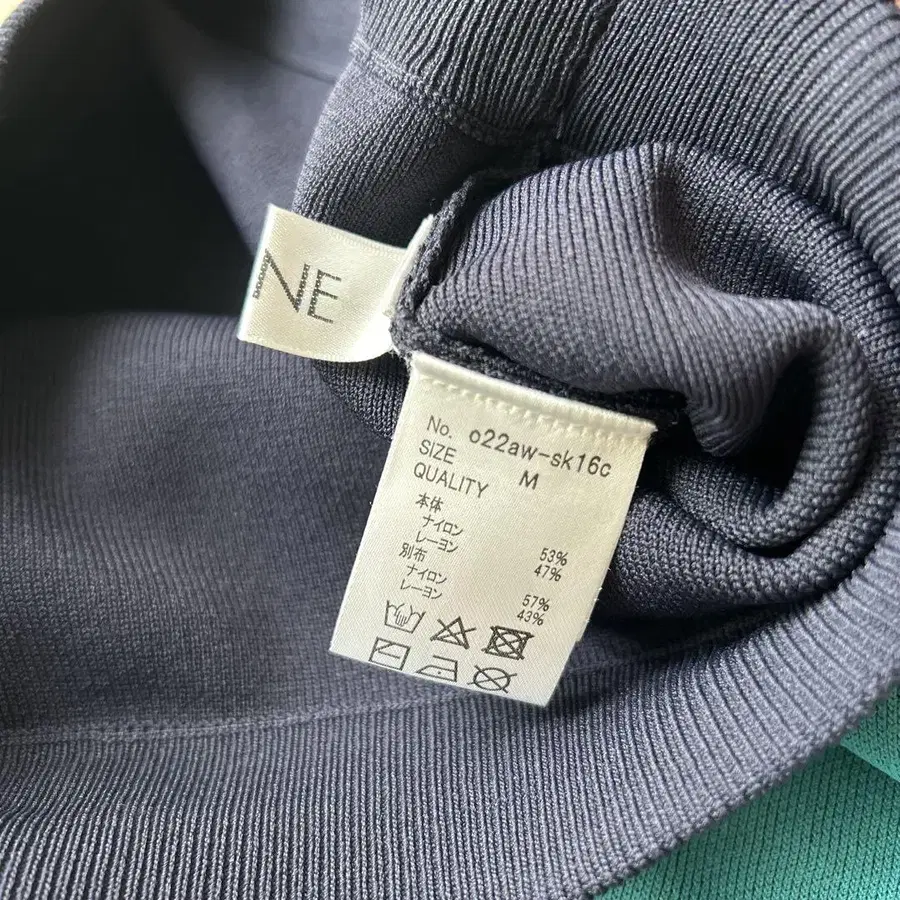 NE
No. o22aw-sk16c
SIZE M
QUALITY
本体
ナイロン 53%
レーヨン 47%
別布
ナイロン 57%
レーヨン 43%